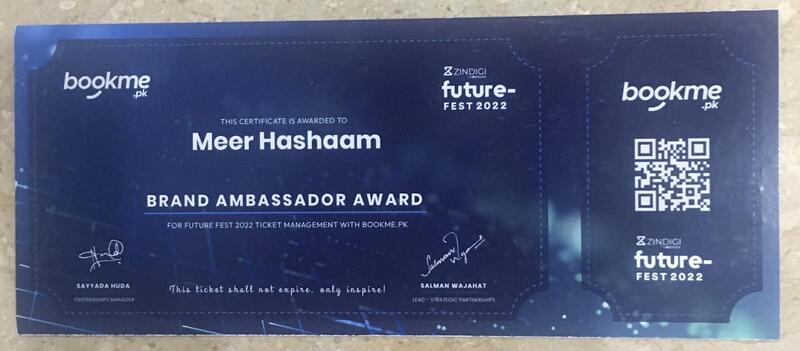 bookme
.pk
ZINDIGI
future-
FEST 2022
THIS CERTIFICATE IS AWARDED TO
Meer Hashaam
BRAND AMBASSADOR AWARD
FOR FUTURE FEST 2022 TICKET MANAGEMENT WITH BOOKME.PK
SAYYADA HUDA
PARTNERSHIPS MANAGER
This ticket shall not expire, only inspire!
Salman
SALMAN WAJAHAT
LEAD - STRATEGIC PARTNERSHIPS
bookme
.pk
ZINDIGI
future-
FEST 2022